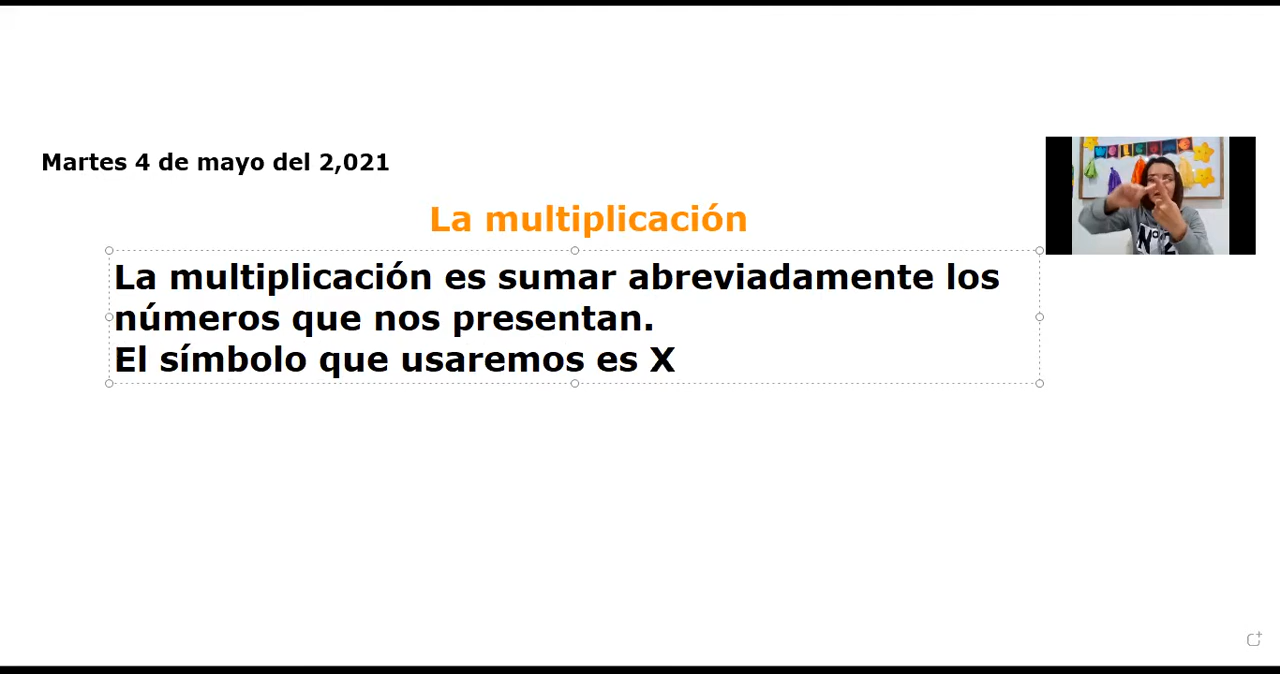 Martes 4 de mayo del 2,021
La multiplicación
La multiplicación es sumar abreviadamente los
números que nos presentan.
El símbolo que usaremos es X